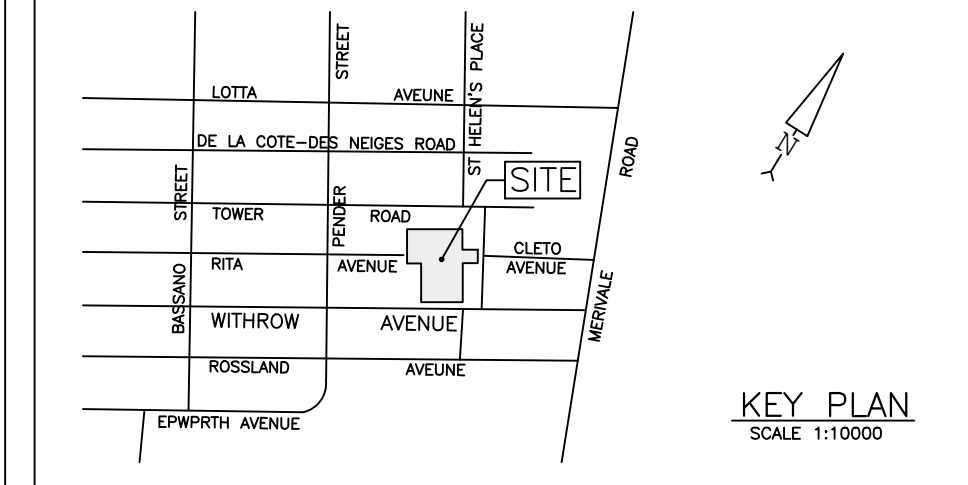 STREET
ST HELEN'S PLACE
LOTTA AVEUNE
DE LA COTE-DES NEIGES ROAD
ROAD
N
SITE
STREET
PENDER
TOWER ROAD
CLETO
AVENUE
RITA AVENUE
BASSANO
MERIVALE
WITHROW AVENUE
ROSSLAND AVEUNE
EPWPRTH AVENUE
KEY PLAN
SCALE 1:10000